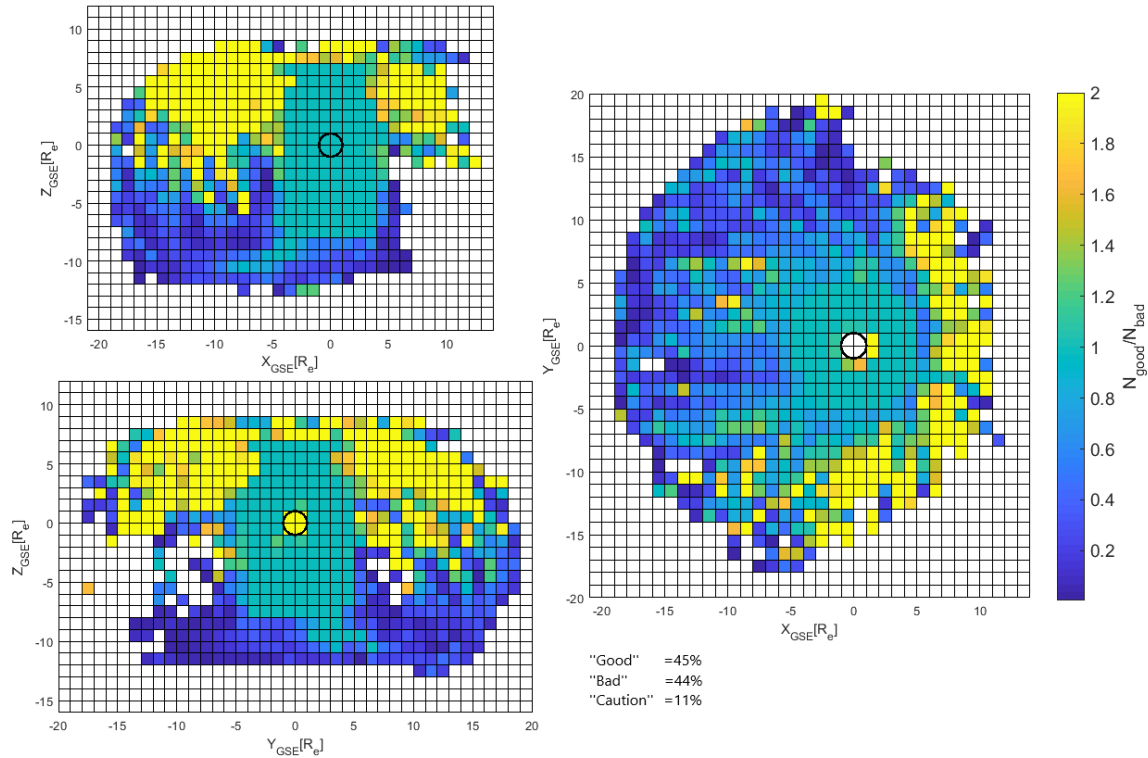 10
5
0
-5
-10
-15
Z_GSE[R_e]
-20 -15 -10 -5 0 5 10
X_GSE[R_e]
10
5
0
-5
-10
-15
Z_GSE[R_e]
-20 -15 -10 -5 0 5 10 15 20
Y_GSE[R_e]
20
15
10
5
0
-5
-10
-15
-20
Y_GSE[R_e]
-20 -15 -10 -5 0 5 10
X_GSE[R_e]
2
1.8
1.6
1.4
1.2
1
0.8
0.6
0.4
0.2
N_good/N_bad
"Good" =45%
"Bad" =44%
"Caution" =11%